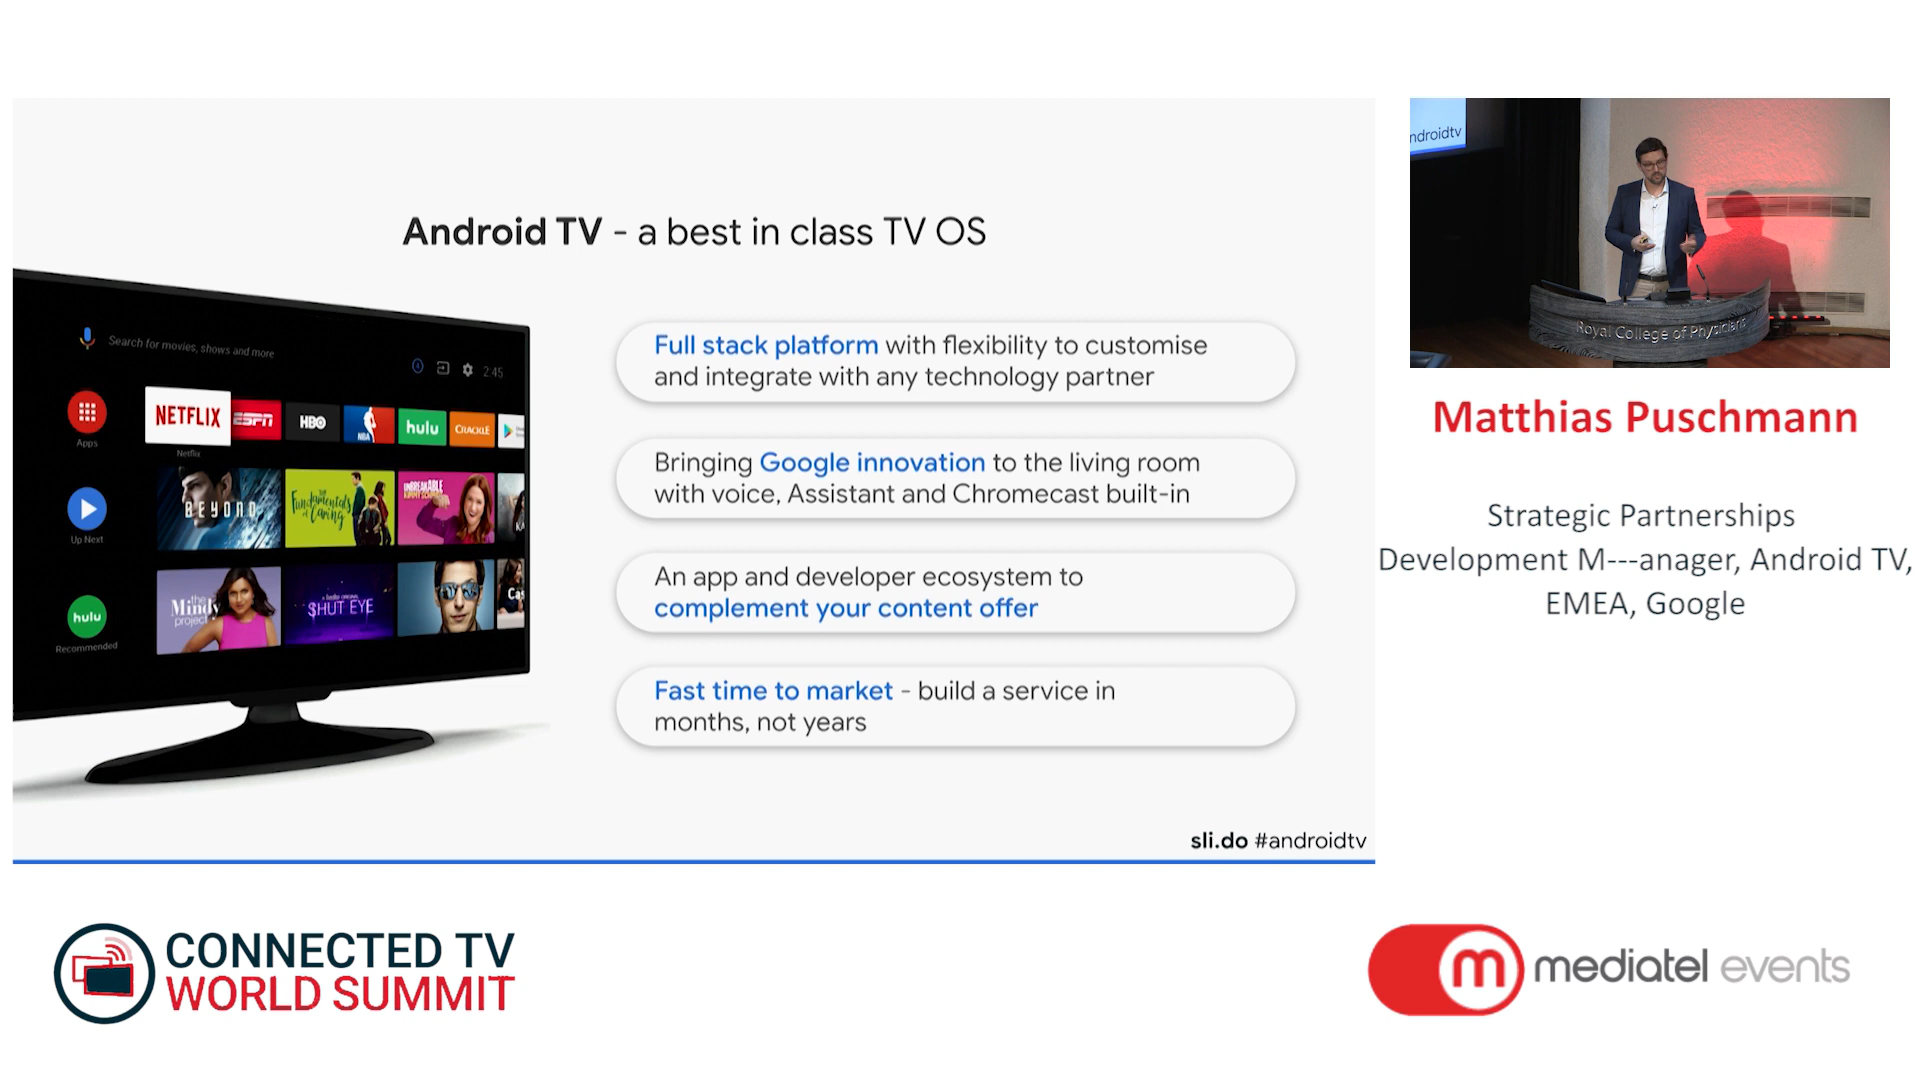 Android TV - a best in class TV OS
Search for movies, shows and more
2:45
Apps
NETFLIX
ESPN
HBO
NBA
hulu
CRACKLE
Netflix
Up Next
BEYOND
The Fundamentals of Caring
UNBREAKABLE
KIMMY SCHMIDT
hulu
Recommended
the Mindy project
SHUT EYE
Full stack platform with flexibility to customise
and integrate with any technology partner
Bringing Google innovation to the living room
with voice, Assistant and Chromecast built-in
An app and developer ecosystem to
complement your content offer
Fast time to market - build a service in
months, not years
sli.do #androidtv
ndroidtv
Royal College of Physicians
Matthias Puschmann
Strategic Partnerships
Development M---anager, Android TV,
EMEA, Google
CONNECTED TV
WORLD SUMMIT
m mediatel events